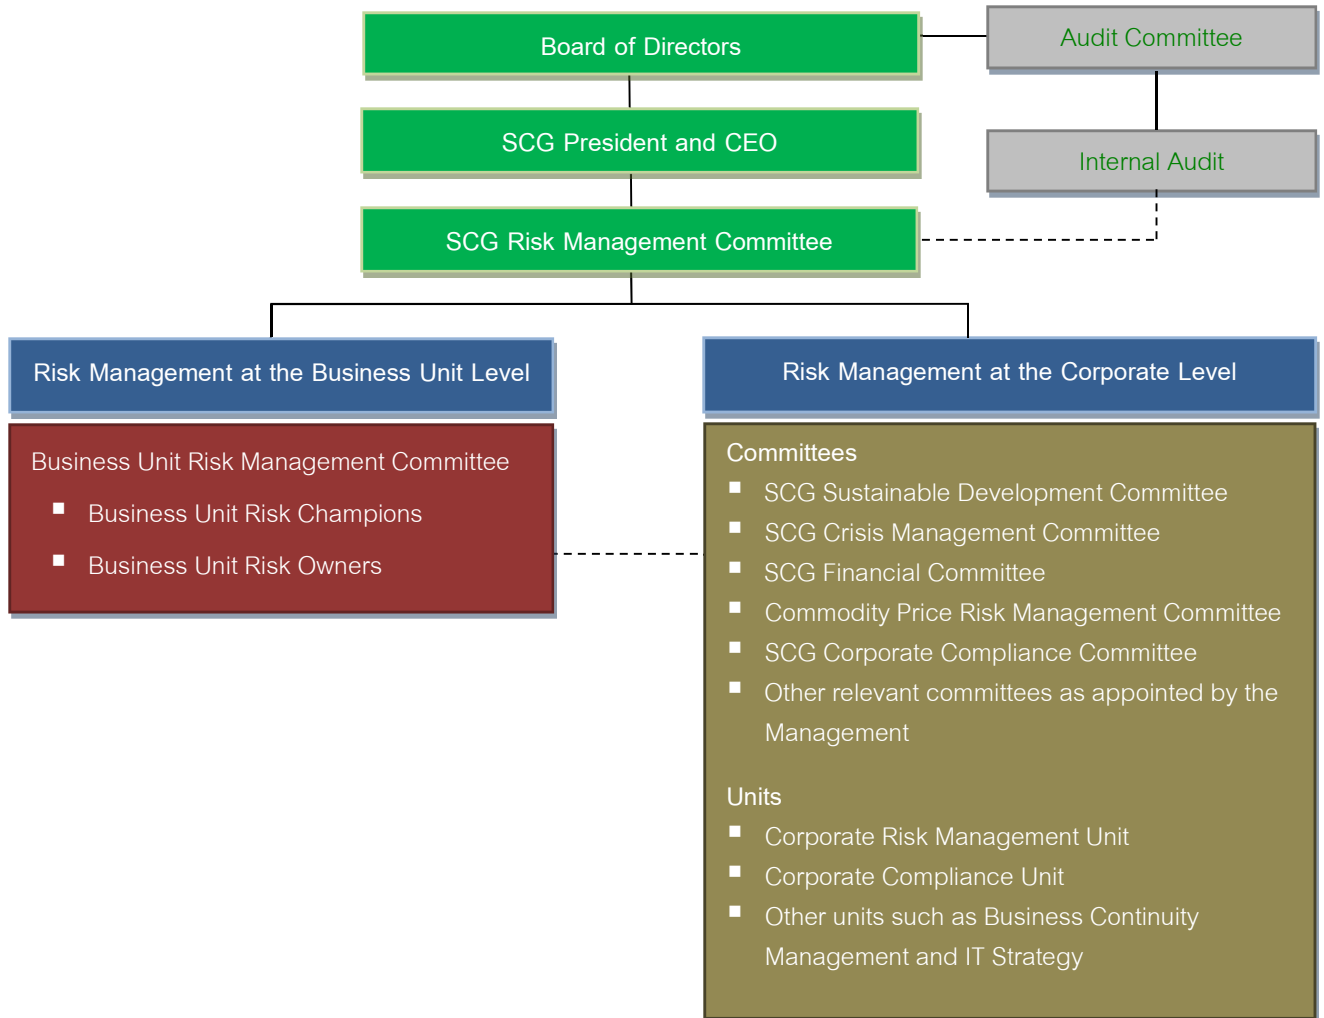 Board of Directors
Audit Committee
SCG President and CEO
Internal Audit
SCG Risk Management Committee
Risk Management at the Business Unit Level
Risk Management at the Corporate Level
Business Unit Risk Management Committee
▪ Business Unit Risk Champions
▪ Business Unit Risk Owners
Committees
▪ SCG Sustainable Development Committee
▪ SCG Crisis Management Committee
▪ SCG Financial Committee
▪ Commodity Price Risk Management Committee
▪ SCG Corporate Compliance Committee
▪ Other relevant committees as appointed by the
Management
Units
▪ Corporate Risk Management Unit
▪ Corporate Compliance Unit
▪ Other units such as Business Continuity
Management and IT Strategy